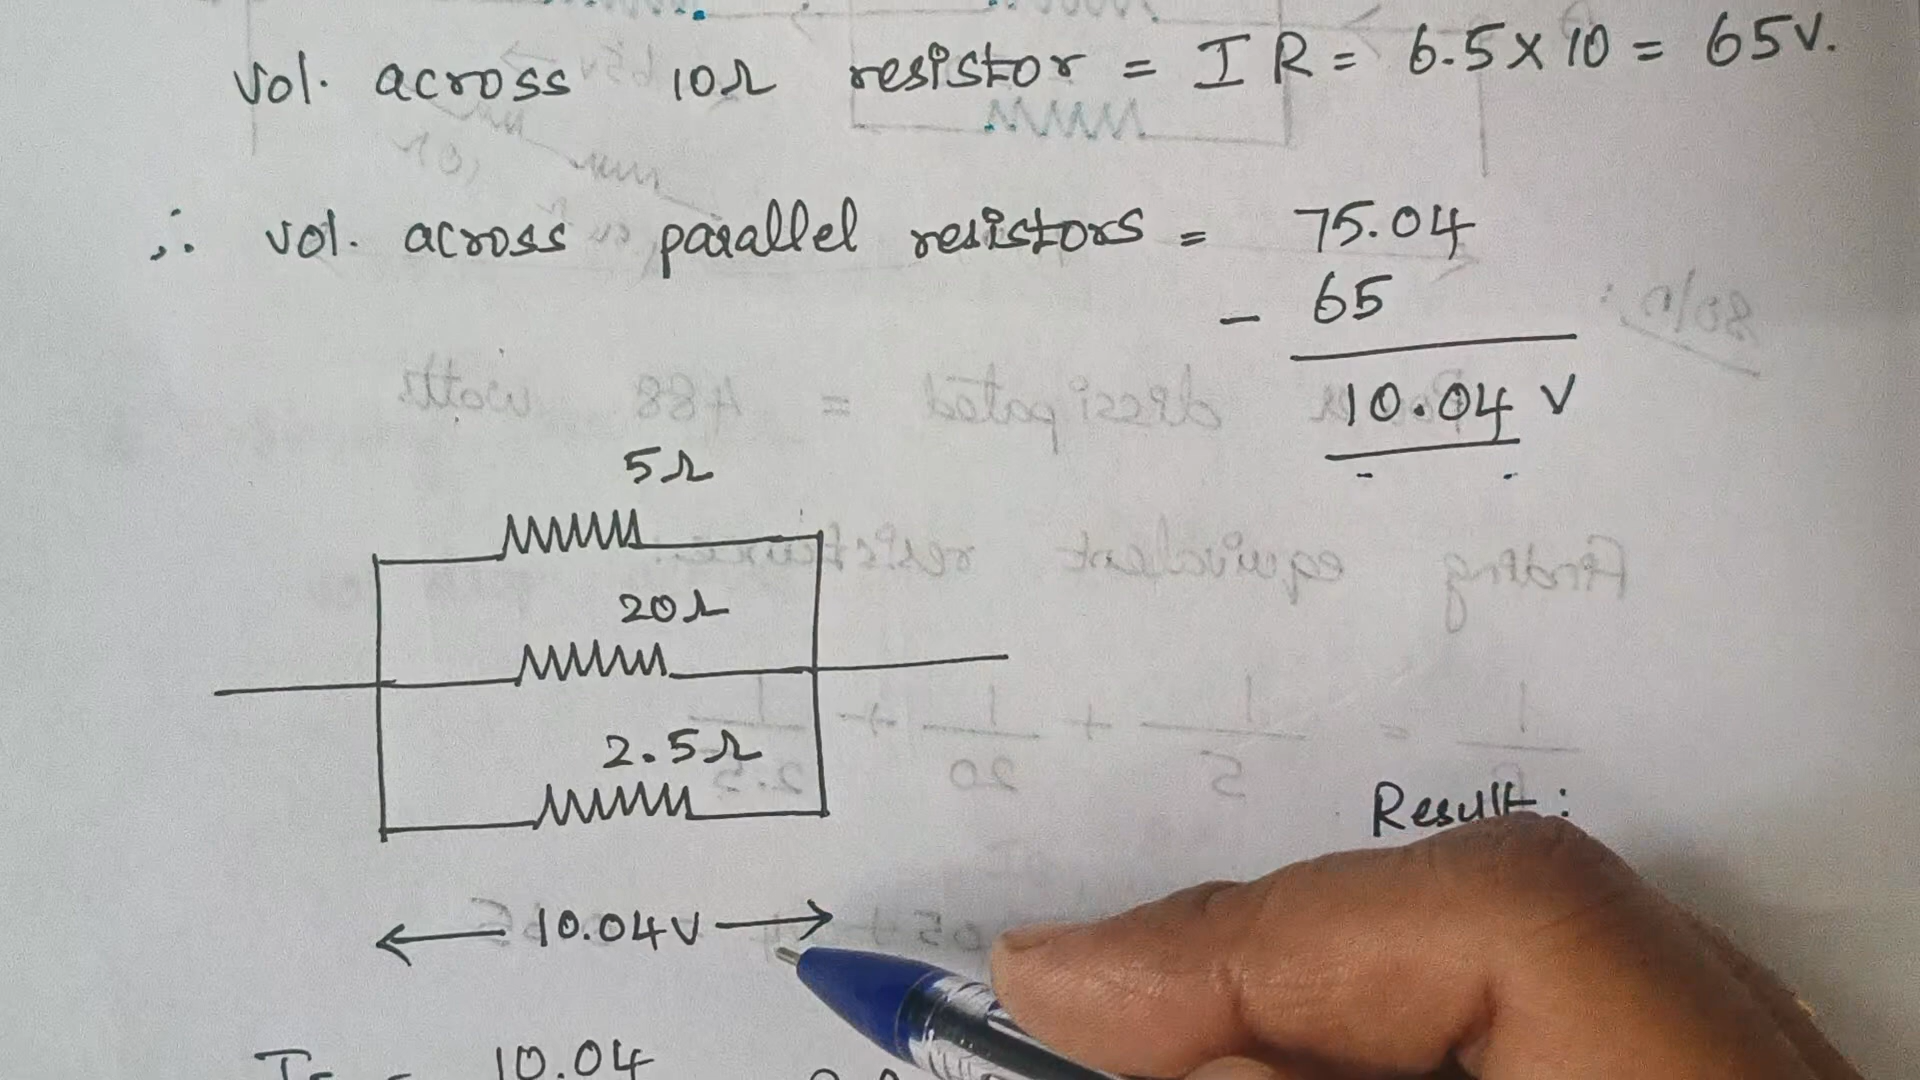 Vol. across 10Ω resistor = IR = 6.5 × 10 = 65V.
∴ vol. across parallel resistors = 75.04
- 65
10.04 V
5Ω
20Ω
2.5Ω
Result:
10.04V
10.04